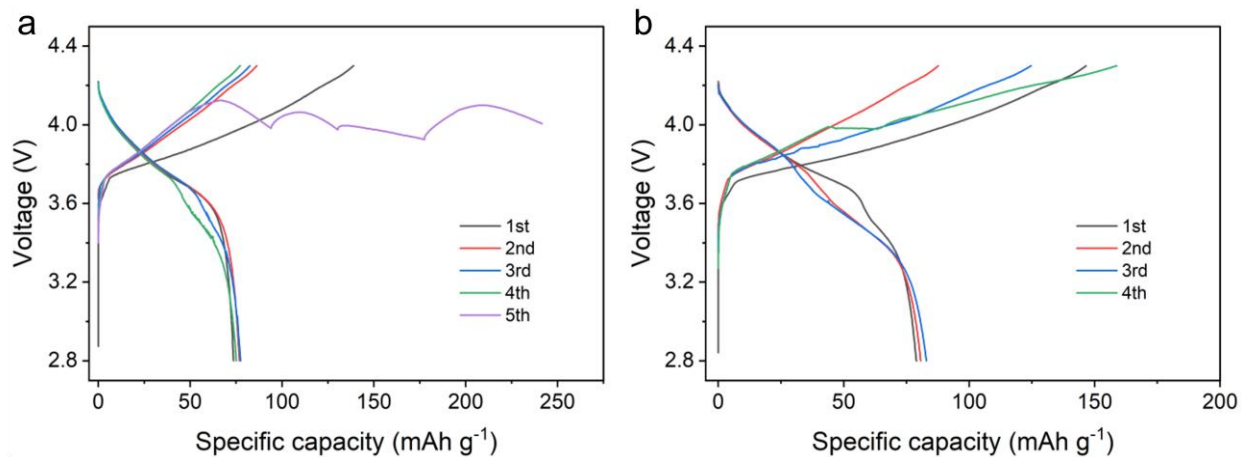 a
4.4
4.0
3.6
3.2
2.8
Voltage (V)
1st
2nd
3rd
4th
5th
0 50 100 150 200 250
Specific capacity (mAh g⁻¹)
b
4.4
4.0
3.6
3.2
2.8
Voltage (V)
1st
2nd
3rd
4th
0 50 100 150 200
Specific capacity (mAh g⁻¹)